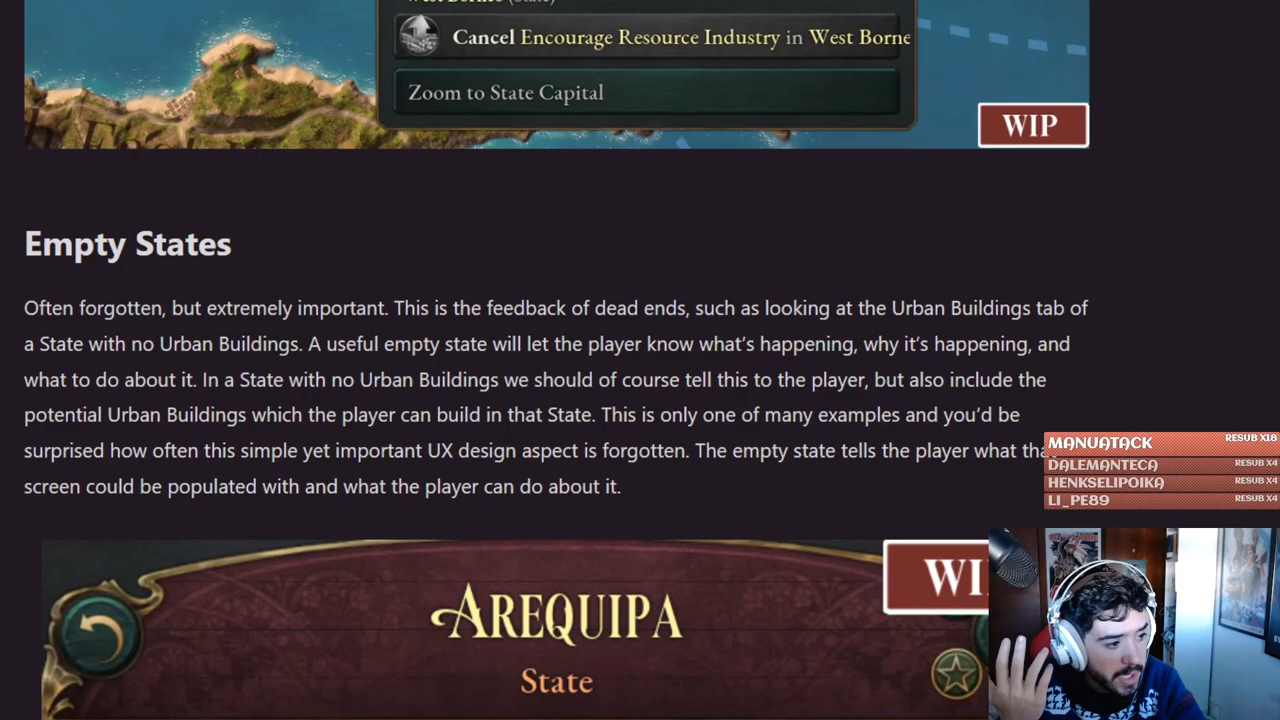 Cancel Encourage Resource Industry in West Borne
Zoom to State Capital
WIP
Empty States
Often forgotten, but extremely important. This is the feedback of dead ends, such as looking at the Urban Buildings tab of
a State with no Urban Buildings. A useful empty state will let the player know what's happening, why it's happening, and
what to do about it. In a State with no Urban Buildings we should of course tell this to the player, but also include the
potential Urban Buildings which the player can build in that State. This is only one of many examples and you'd be
surprised how often this simple yet important UX design aspect is forgotten. The empty state tells the player what tha
screen could be populated with and what the player can do about it.
MANUATACK RESUB X18
DALEMANTECA RESUB X4
HENKSELIPOIKA RESUB X4
LI_PE89 RESUB X4
WI
AREQUIPA
State